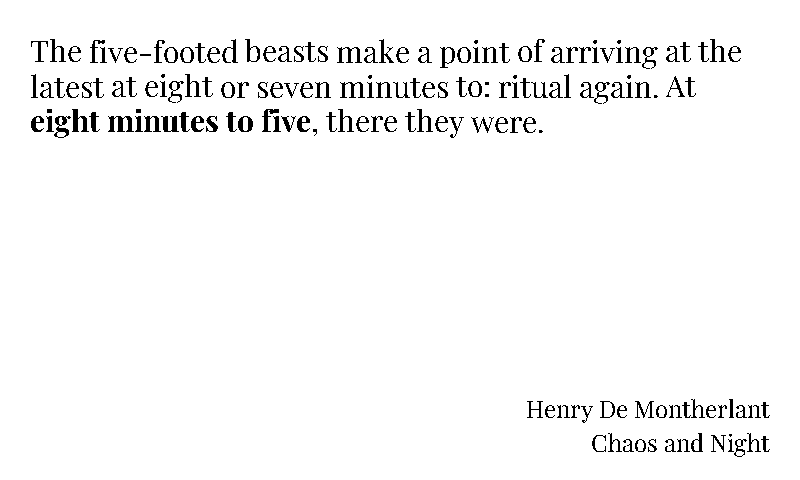 The five-footed beasts make a point of arriving at the
latest at eight or seven minutes to: ritual again. At
eight minutes to five, there they were.
Henry De Montherlant
Chaos and Night